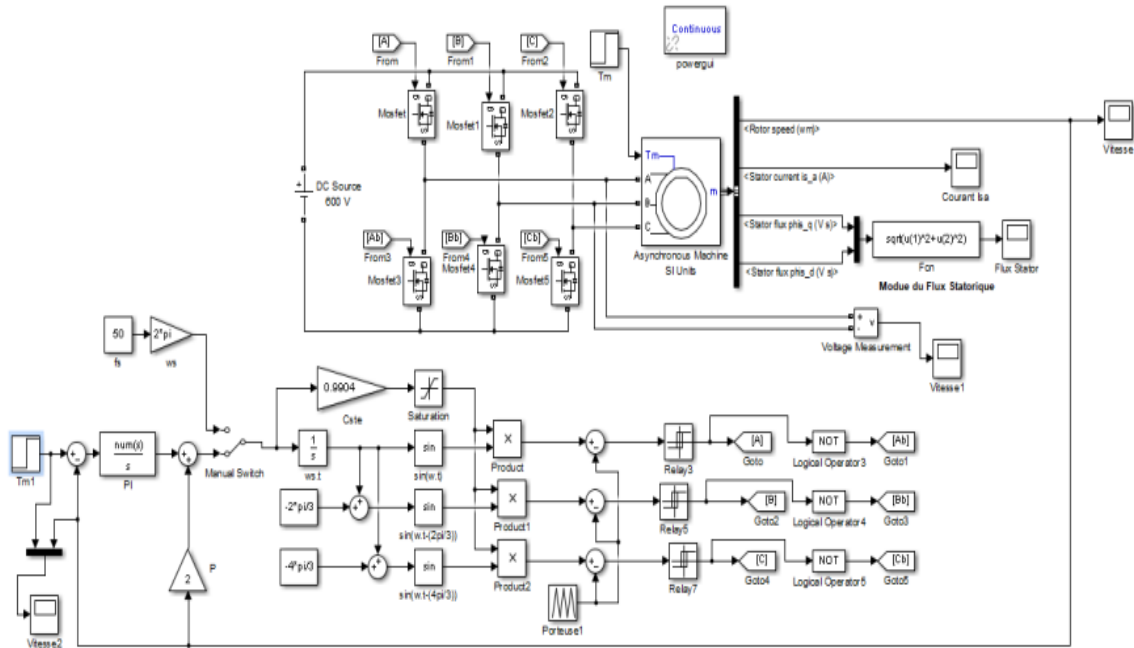 [A]
From
[B]
From1
[C]
From2
Tm
Continuous
powergui
g
D
S
Mosfet
g
D
S
Mosfet1
g
D
S
Mosfet2
+
DC Source
600 V
Tm
A
B
C
m
Asynchronous Machine
SI Units
<Rotor speed (wm)>
<Stator current is_a (A)>
<Stator flux phis_q (V s)>
<Stator flux phis_d (V s)>
Vitesse
Courant Isa
sqrt(u(1)^2+u(2)^2)
Fcn
Flux Stator
Modue du Flux Statorique
[Ab]
From3
Mosfet3
[Bb]
From4
Mosfet4
[Cb]
From5
Mosfet5
+
-
v
Voltage Measurement
Vitesse1
50
fs
2*pi
ws
0.9904
Cste
Saturation
Tm1
num(s)
s
PI
Manual Switch
1
s
ws.t
sin
sin(w.t)
×
Product
Relay3
[A]
Goto
NOT
Logical Operator3
[Ab]
Goto1
-2*pi/3
sin
sin(w.t-(2pi/3))
×
Product1
Relay5
[B]
Goto2
NOT
Logical Operator4
[Bb]
Goto3
-4*pi/3
sin
sin(w.t-(4pi/3))
×
Product2
Relay7
[C]
Goto4
NOT
Logical Operator5
[Cb]
Goto5
P
2
Porteuse1
Vitesse2